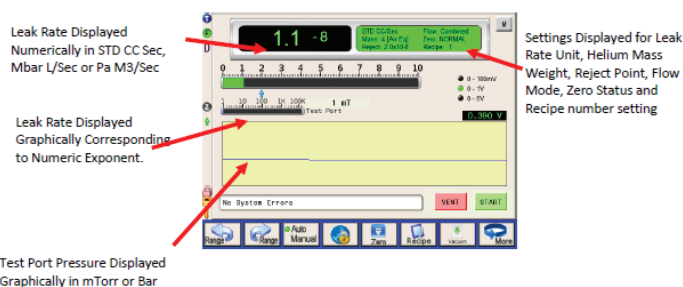 Leak Rate Displayed
Numerically in STD CC Sec,
Mbar L/Sec or Pa M3/Sec
Leak Rate Displayed
Graphically Corresponding
to Numeric Exponent.
Test Port Pressure Displayed
Graphically in mTorr or Bar
T
D
1.1 -8
STD CC/Sec Flow: Combined
Mass: 4 [Au Eq] Zero: NORMAL
Reject: 2.0x10-8 Recipe: 1
M
0 1 2 3 4 5 6 7 8 9 10
0 - 100mV
0 - 1V
0 - 5V
Z
1 10 100 1K 100K 1 mT
Test Port
0.390 V
No System Errors
VENT
START
Range
Range
Auto
Manual
Zero
Recipe
Vacuum
More
Settings Displayed for Leak
Rate Unit, Helium Mass
Weight, Reject Point, Flow
Mode, Zero Status and
Recipe number setting